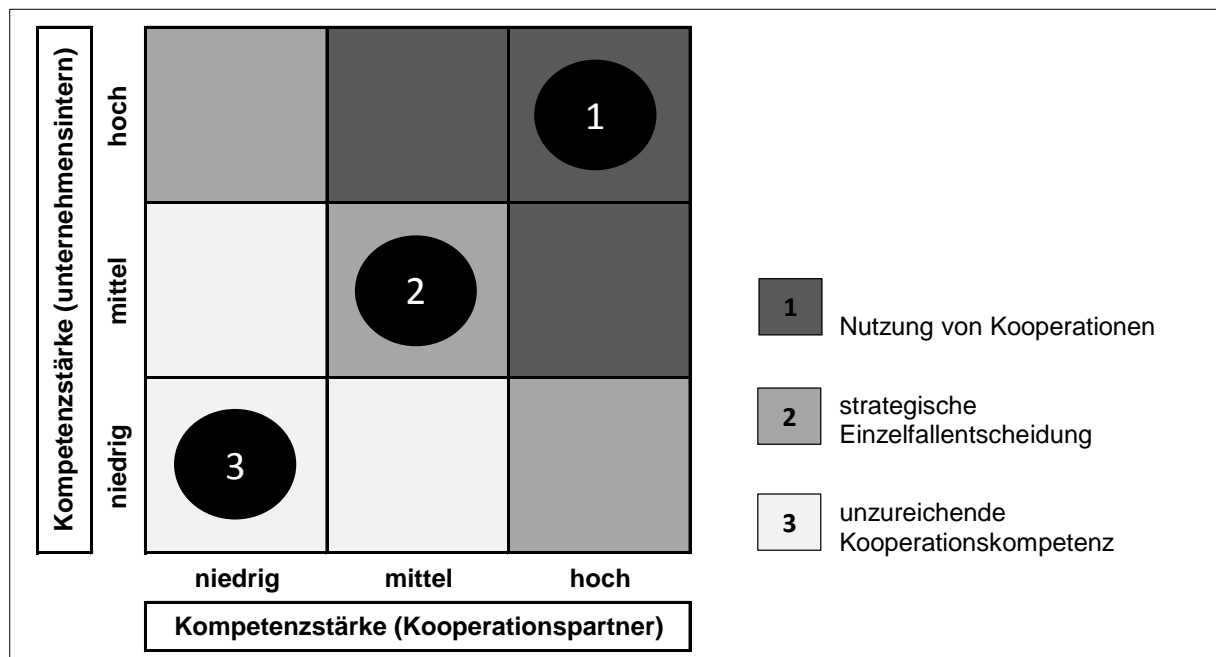 Kompetenzstärke (unternehmensintern)
hoch
mittel
niedrig
1
2
3
niedrig
mittel
hoch
Kompetenzstärke (Kooperationspartner)
1
Nutzung von Kooperationen
2
strategische
Einzelfallentscheidung
3
unzureichende
Kooperationskompetenz